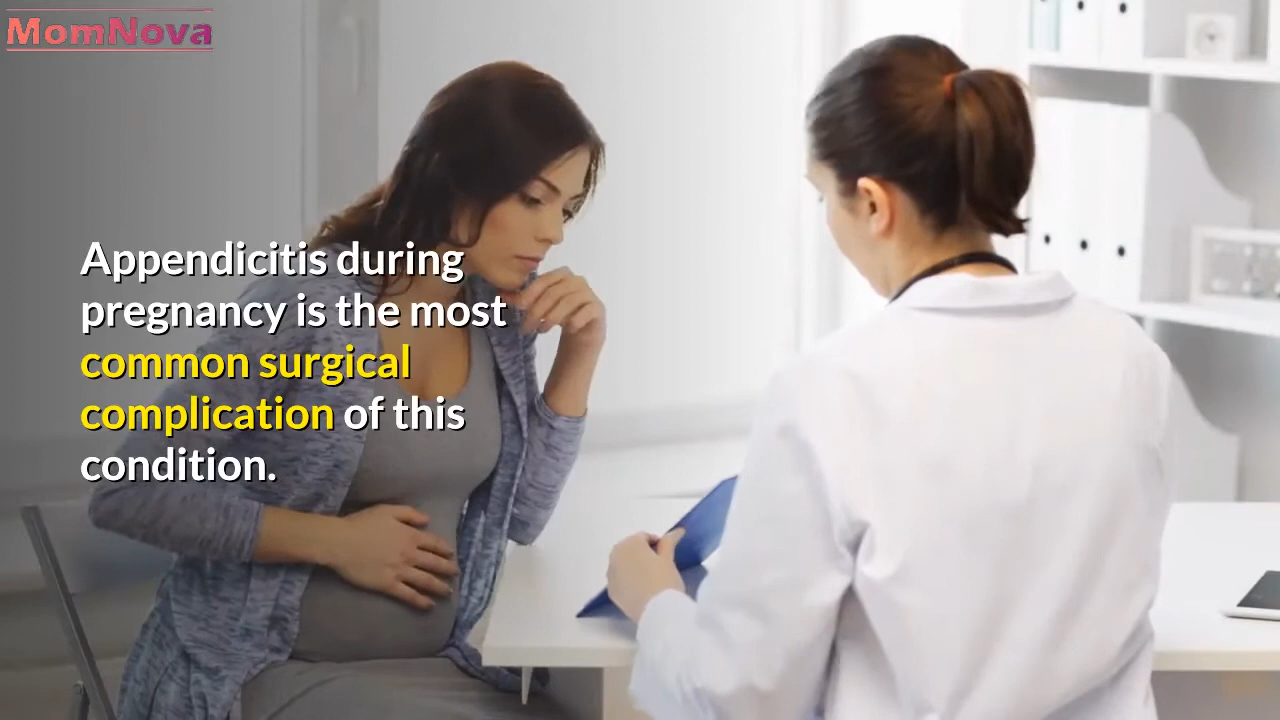 MomNova
Appendicitis during
pregnancy is the most
common surgical
complication of this
condition.